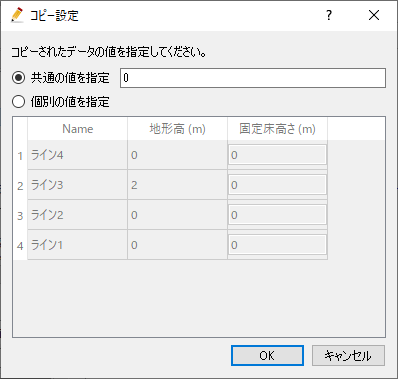 コピー設定
コピーされたデータの値を指定してください。
共通の値を指定 0
個別の値を指定
Name 地形高 (m) 固定床高さ(m)
1 ライン4 0 0
2 ライン3 2 0
3 ライン2 0 0
4 ライン1 0 0
OK キャンセル